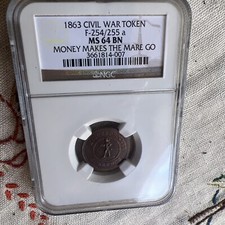 1863 CIVIL WAR TOKEN
F-254/255 a
MS 64 BN
MONEY MAKES THE MARE GO
3661814-007
NGC